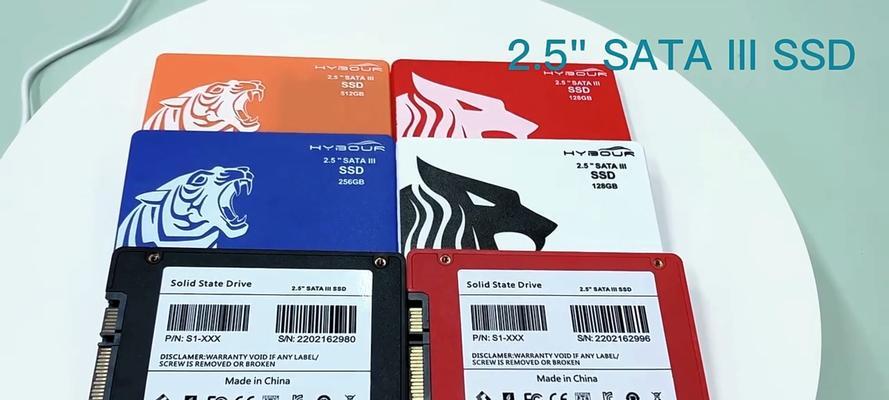 2.5" SATA III SSD
HYBOUR
2.5 " SATA III
SSD
512GB
HYBOUR
2.5 " SATA III
SSD
128GB
HYBOUR
2.5 " SATA III
SSD
256GB
HYBOUR
2.5 " SATA III
SSD
128GB
Solid State Drive
2.5" SATA III SSD
P/N: S1-XXX
S/N: 2202162980
DISCLAMER:WARRANTY VOID IF ANY LABEL/
SCREW IS REMOVED OR BROKEN
Made in China
Solid State Drive
2.5" SATA III SSD
P/N: S1-XXX
S/N: 2202162996
DISCLAMER:WARRANTY VOID IF ANY LABEL/
SCREW IS REMOVED OR BROKEN
Made in China